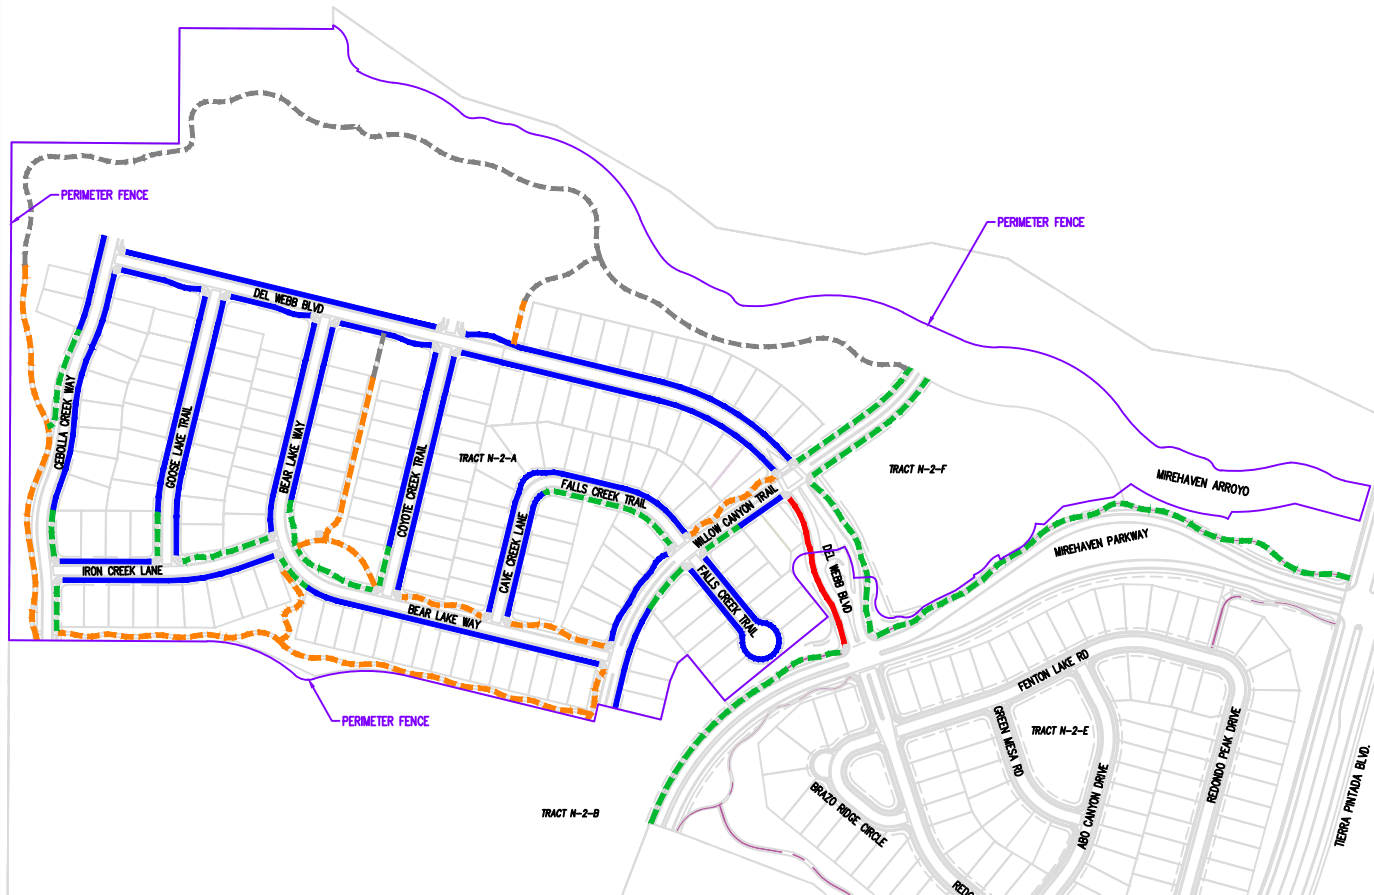 PERIMETER FENCE
PERIMETER FENCE
DEL WEBB BLVD
CEBOLLA CREEK WAY
GOOSE LAKE TRAIL
BEAR LAKE WAY
COYOTE CREEK TRAIL
TRACT N-2-A
FALLS CREEK TRAIL
WILLOW CANYON TRAIL
TRACT N-2-F
MIREHAVEN ARROYO
MIREHAVEN PARKWAY
IRON CREEK LANE
CAVE CREEK LANE
BEAR LAKE WAY
FALLS CREEK TRAIL
DEL WEBB BLVD
PERIMETER FENCE
FENTON LAKE RD
GREEN MESA RD
TRACT N-2-E
REDONDO PEAK DRIVE
ABO CANYON DRIVE
BRAZO RIDGE CIRCLE
TRACT N-2-B
TIERRA PINTADA BLVD.